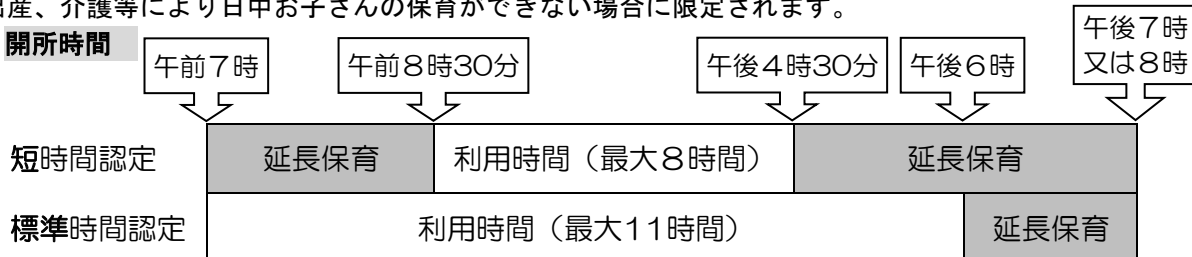 出産、介護等により日中お子さんの保育ができない場合に限定されます。
開所時間
午前7時
午前8時30分
午後4時30分
午後6時
午後7時
又は8時
短時間認定
延長保育
利用時間（最大8時間）
延長保育
標準時間認定
利用時間（最大11時間）
延長保育